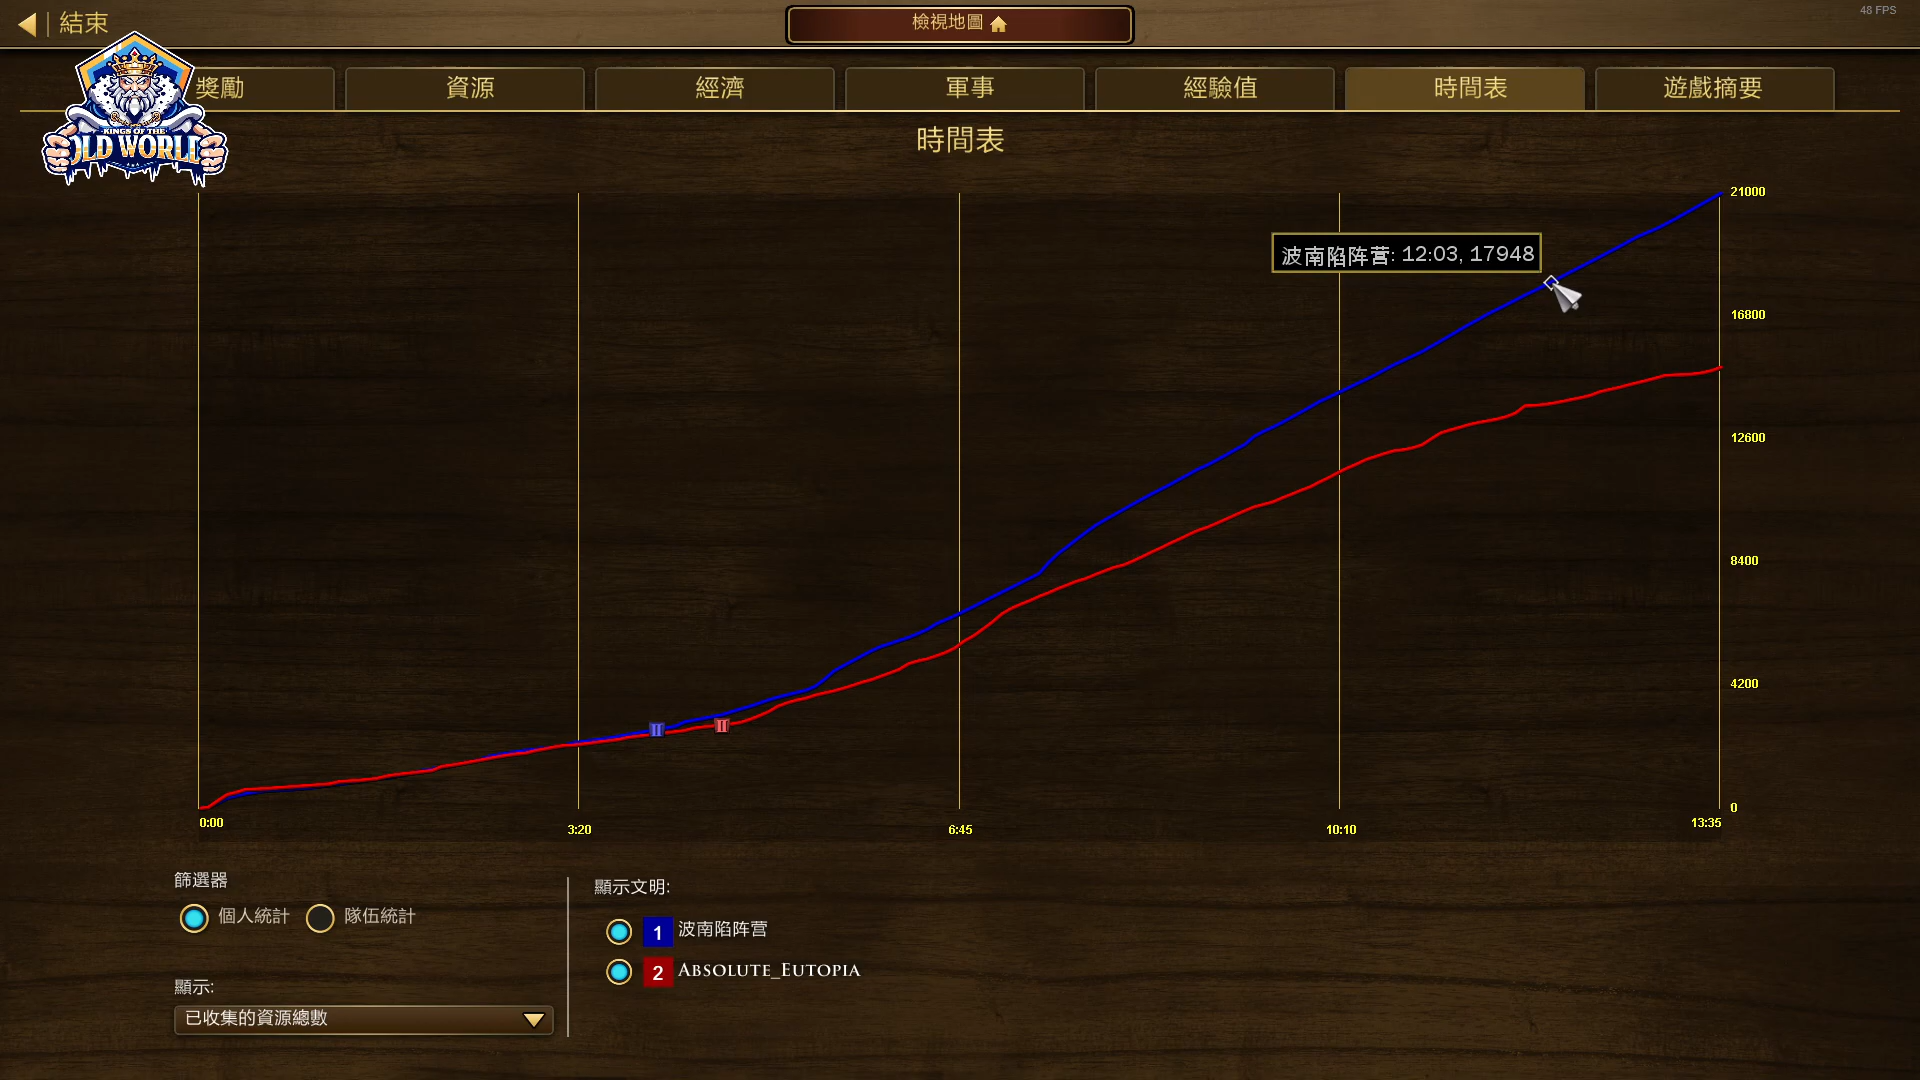 結束
檢視地圖
48 FPS
獎勵
資源
經濟
軍事
經驗值
時間表
遊戲摘要
KINGS OF THE
OLD WORLD
時間表
21000
波南陷阵营: 12:03, 17948
16800
12600
8400
4200
0
0:00
3:20
6:45
10:10
13:35
II
II
篩選器
個人統計
隊伍統計
顯示:
已收集的資源總數
顯示文明:
1 波南陷阵营
2 ABSOLUTE_EUTOPIA